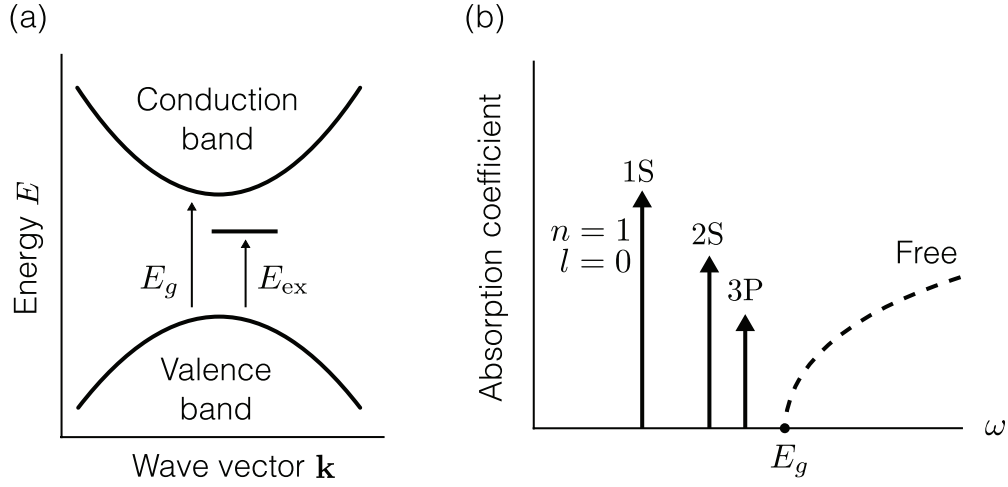 (a)
Energy E
Conduction
band
E_g
E_ex
Valence
band
Wave vector k
(b)
Absorption coefficient
1S
n = 1
l = 0
2S
3P
Free
E_g
ω